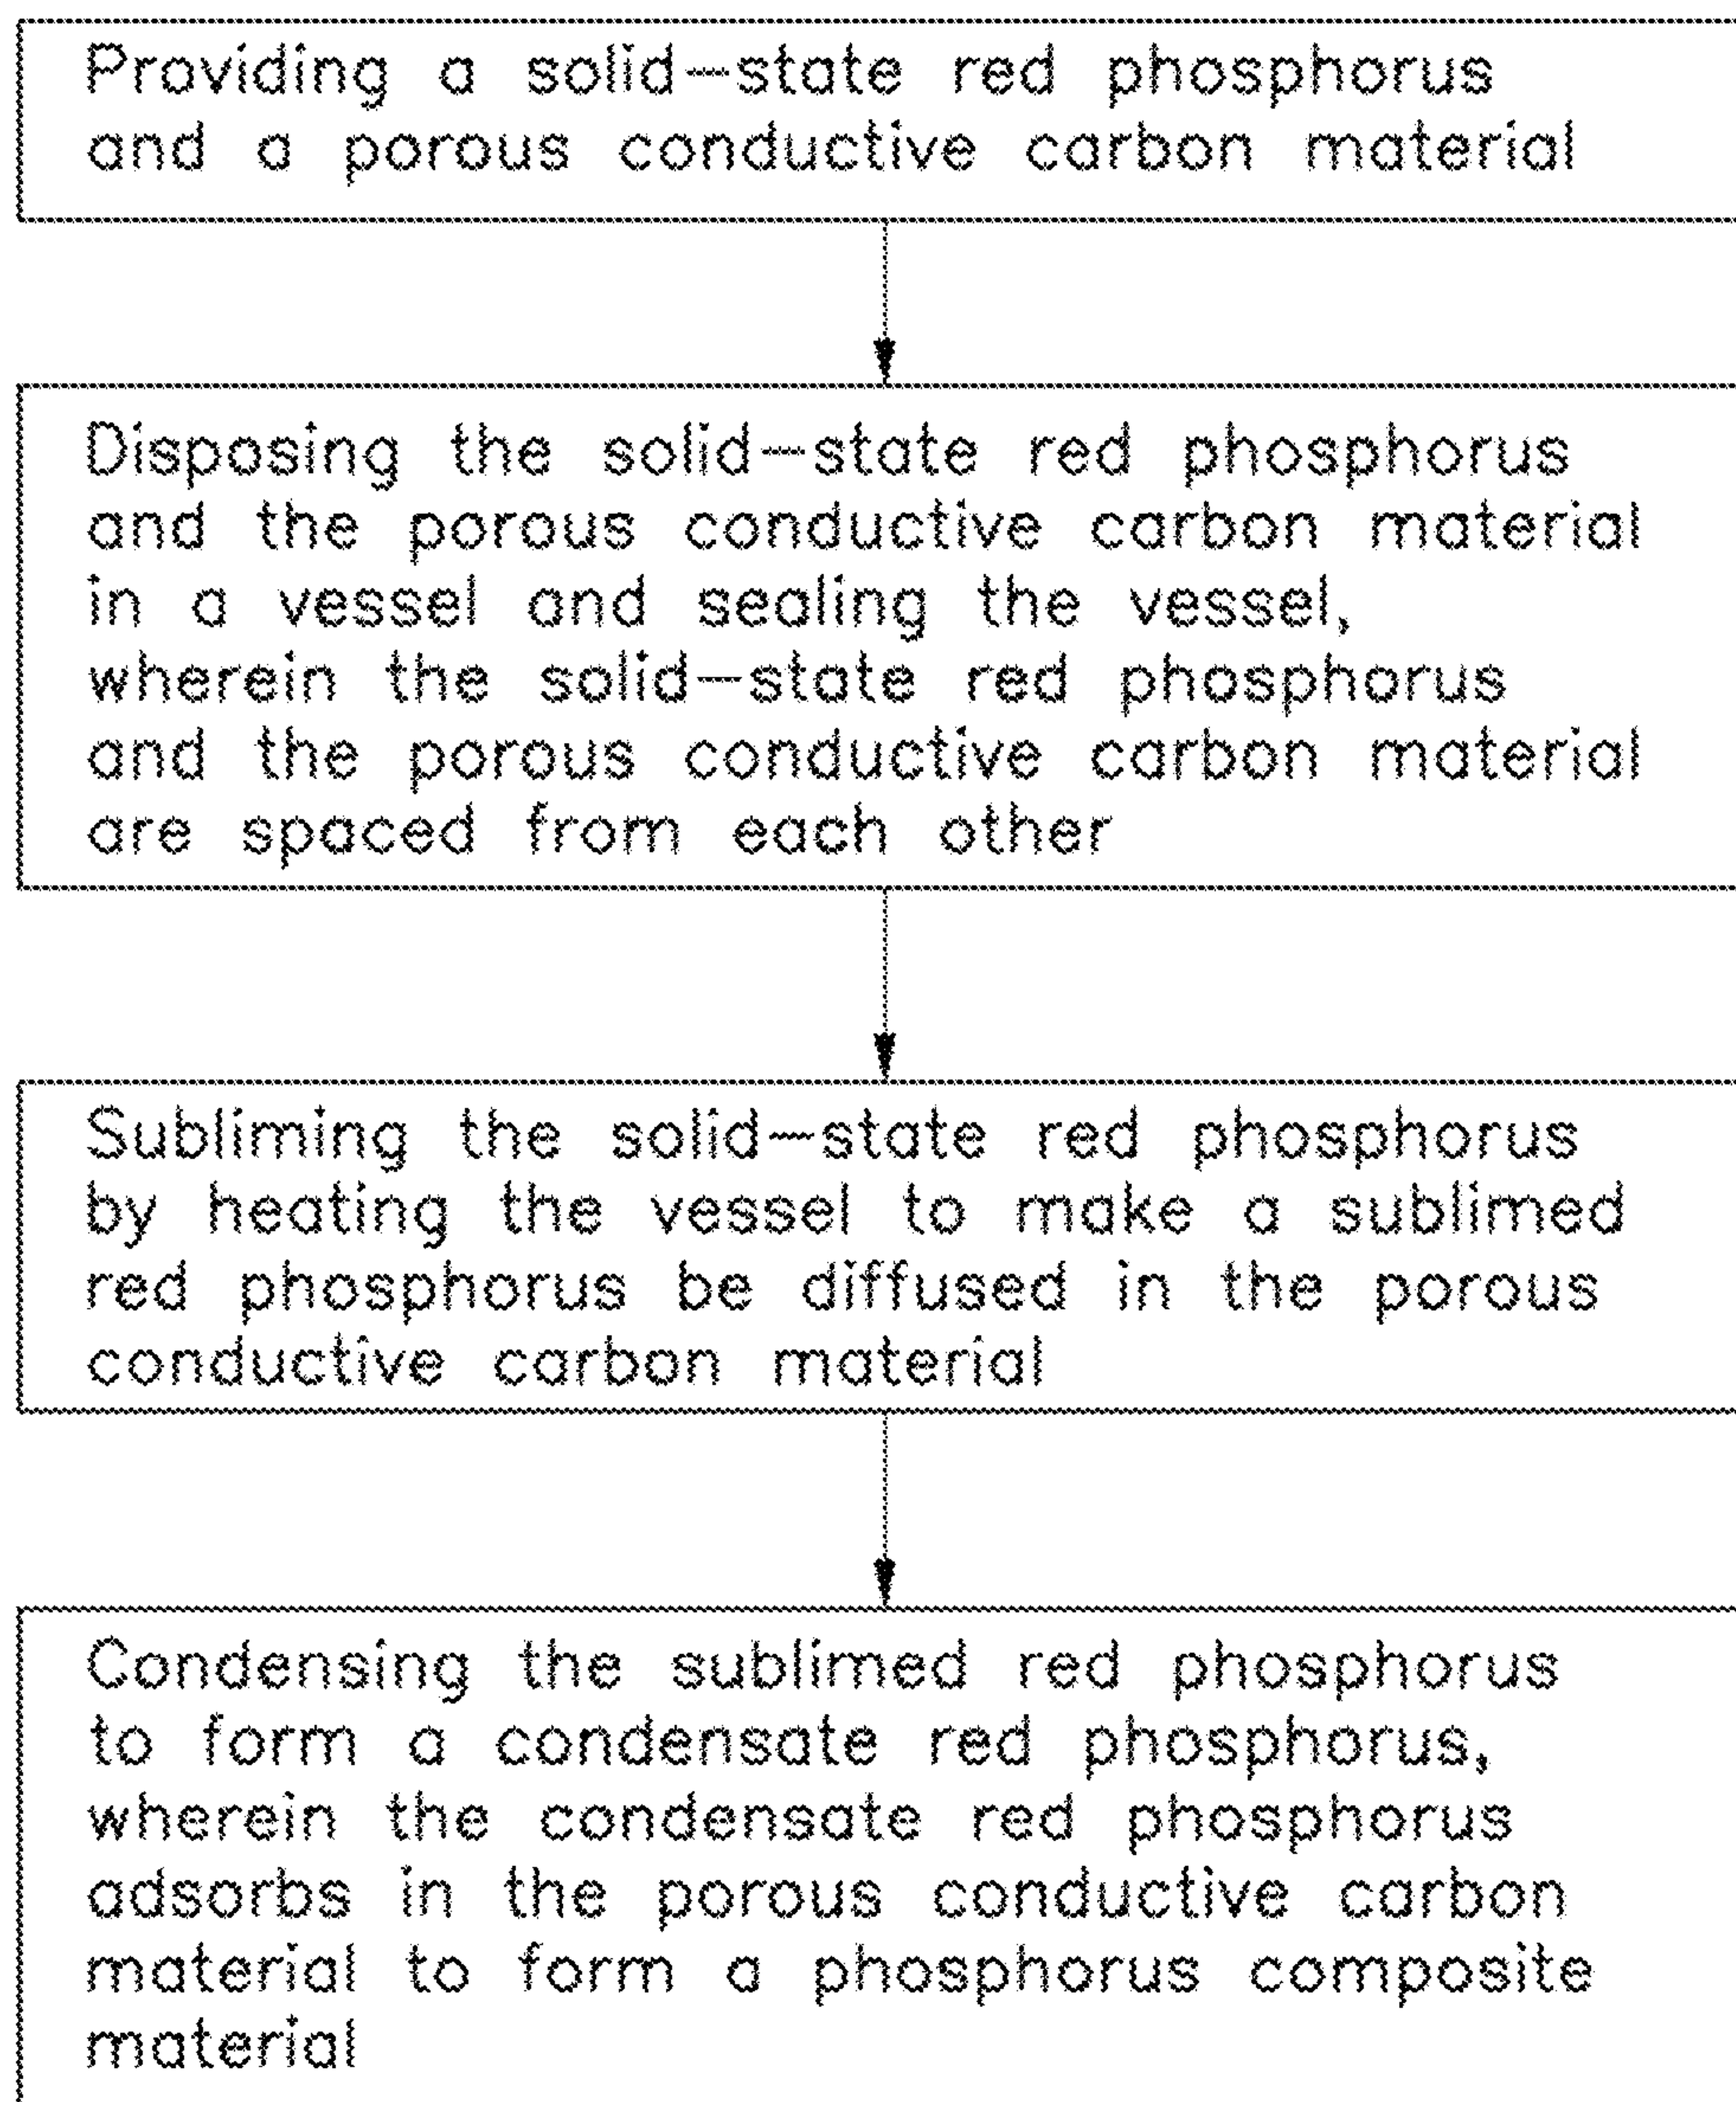 Providing a solid-state red phosphorus
and a porous conductive carbon material
Disposing the solid-state red phosphorus
and the porous conductive carbon material
in a vessel and sealing the vessel,
wherein the solid-state red phosphorus
and the porous conductive carbon material
are spaced from each other
Subliming the solid-state red phosphorus
by heating the vessel to make a sublimed
red phosphorus be diffused in the porous
conductive carbon material
Condensing the sublimed red phosphorus
to form a condensate red phosphorus,
wherein the condensate red phosphorus
adsorbs in the porous conductive carbon
material to form a phosphorus composite
material